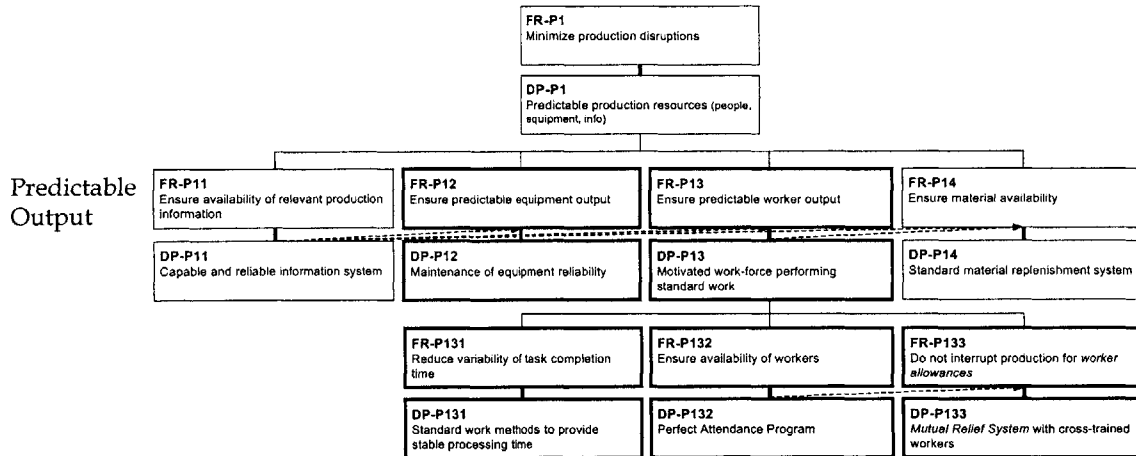 FR-P1
Minimize production disruptions
DP-P1
Predictable production resources (people,
equipment, info)
Predictable
Output
FR-P11
Ensure availability of relevant production
information
FR-P12
Ensure predictable equipment output
FR-P13
Ensure predictable worker output
FR-P14
Ensure material availability
DP-P11
Capable and reliable information system
DP-P12
Maintenance of equipment reliability
DP-P13
Motivated work-force performing
standard work
DP-P14
Standard material replenishment system
FR-P131
Reduce variability of task completion
time
FR-P132
Ensure availability of workers
FR-P133
Do not interrupt production for worker
allowances
DP-P131
Standard work methods to provide
stable processing time
DP-P132
Perfect Attendance Program
DP-P133
Mutual Relief System with cross-trained
workers